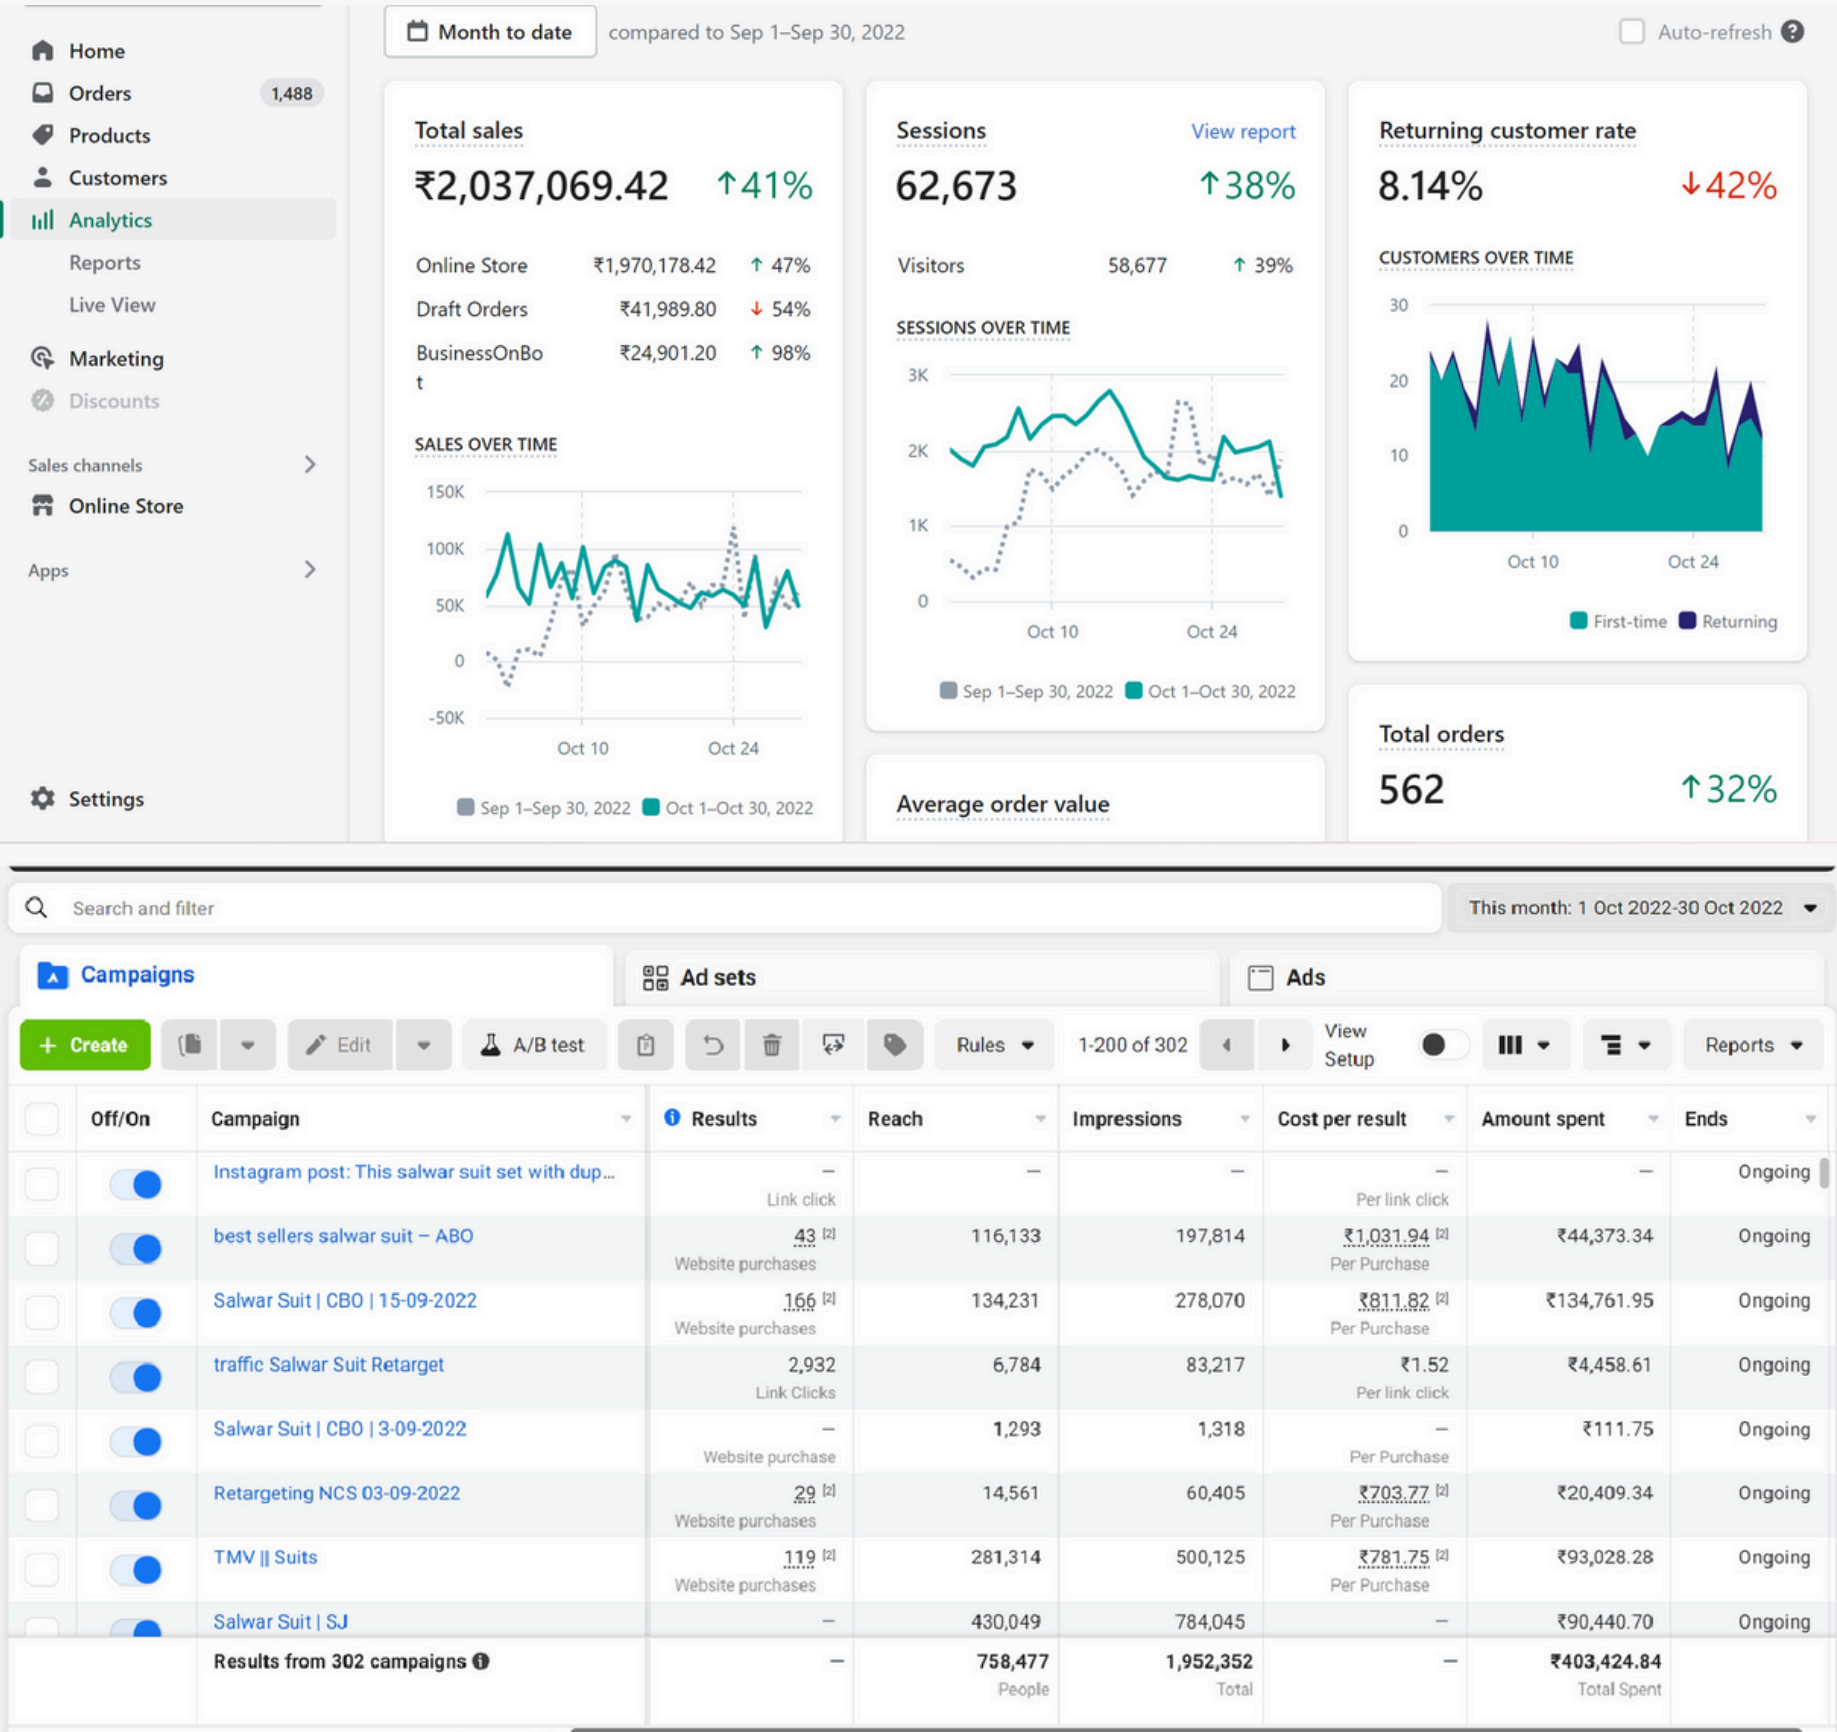 Home
Orders 1,488
Products
Customers
Analytics
Reports
Live View
Marketing
Discounts
Sales channels
Online Store
Apps
Settings
Month to date compared to Sep 1–Sep 30, 2022
Auto-refresh ?
Total sales
₹2,037,069.42 ↑41%
Online Store ₹1,970,178.42 ↑ 47%
Draft Orders ₹41,989.80 ↓ 54%
BusinessOnBo ₹24,901.20 ↑ 98%
t
SALES OVER TIME
150K
100K
50K
0
-50K
Oct 10 Oct 24
Sep 1–Sep 30, 2022 Oct 1–Oct 30, 2022
Sessions View report
62,673 ↑38%
Visitors 58,677 ↑ 39%
SESSIONS OVER TIME
3K
2K
1K
0
Oct 10 Oct 24
Sep 1–Sep 30, 2022 Oct 1–Oct 30, 2022
Average order value
Returning customer rate
8.14% ↓42%
CUSTOMERS OVER TIME
30
20
10
0
Oct 10 Oct 24
First-time Returning
Total orders
562 ↑32%
Search and filter
This month: 1 Oct 2022-30 Oct 2022
Campaigns Ad sets Ads
+ Create Edit A/B test Rules 1-200 of 302 View Setup Reports
Off/On Campaign Results Reach Impressions Cost per result Amount spent Ends
Instagram post: This salwar suit set with dup... — — — — — Ongoing
Link click Per link click
best sellers salwar suit – ABO 43 [2] 116,133 197,814 ₹1,031.94 [2] ₹44,373.34 Ongoing
Website purchases Per Purchase
Salwar Suit | CBO | 15-09-2022 166 [2] 134,231 278,070 ₹811.82 [2] ₹134,761.95 Ongoing
Website purchases Per Purchase
traffic Salwar Suit Retarget 2,932 6,784 83,217 ₹1.52 ₹4,458.61 Ongoing
Link Clicks Per link click
Salwar Suit | CBO | 3-09-2022 — 1,293 1,318 — ₹111.75 Ongoing
Website purchase Per Purchase
Retargeting NCS 03-09-2022 29 [2] 14,561 60,405 ₹703.77 [2] ₹20,409.34 Ongoing
Website purchases Per Purchase
TMV || Suits 119 [2] 281,314 500,125 ₹781.75 [2] ₹93,028.28 Ongoing
Website purchases Per Purchase
Salwar Suit | SJ — 430,049 784,045 — ₹90,440.70 Ongoing
Results from 302 campaigns — 758,477 1,952,352 — ₹403,424.84
People Total Total Spent